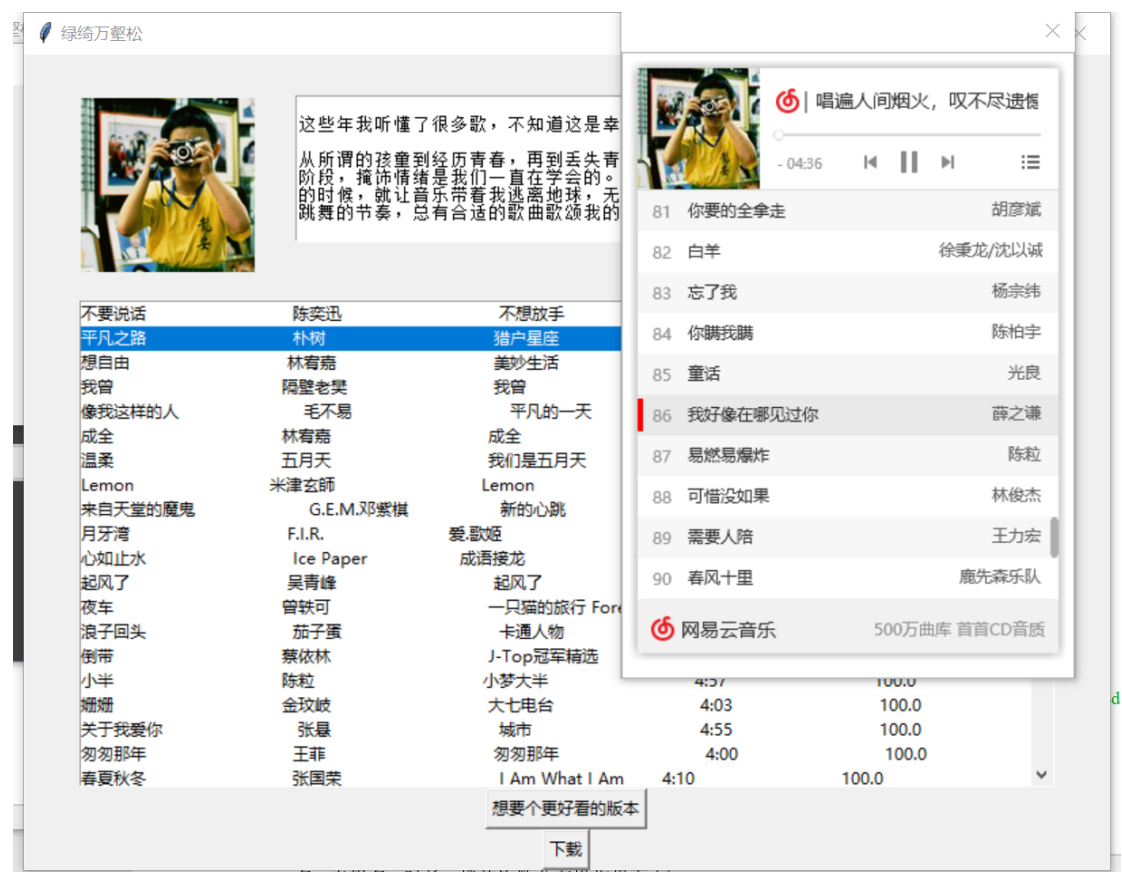 绿绮万壑松
这些年我听懂了很多歌，不知道这是幸
从所谓的孩童到经历青春，再到丢失青
阶段，掩饰情绪是我们一直在学会的。
的时候，就让音乐带着我逃离地球，无
跳舞的节奏，总有合适的歌曲歌颂我的
不要说话 陈奕迅 不想放手
平凡之路 朴树 猎户星座
想自由 林宥嘉 美妙生活
我曾 隔壁老樊 我曾
像我这样的人 毛不易 平凡的一天
成全 林宥嘉 成全
温柔 五月天 我们是五月天
Lemon 米津玄師 Lemon
来自天堂的魔鬼 G.E.M.邓紫棋 新的心跳
月牙湾 F.I.R. 爱.歌姬
心如止水 Ice Paper 成语接龙
起风了 吴青峰 起风了
夜车 曾轶可 一只猫的旅行 Fore
浪子回头 茄子蛋 卡通人物
倒带 蔡依林 J-Top冠军精选
小半 陈粒 小梦大半 4:57 100.0
姗姗 金玟岐 大七电台 4:03 100.0
关于我爱你 张悬 城市 4:55 100.0
匆匆那年 王菲 匆匆那年 4:00 100.0
春夏秋冬 张国荣 I Am What I Am 4:10 100.0
想要个更好看的版本
下载
唱遍人间烟火，叹不尽遗憾
- 04:36
81 你要的全拿走 胡彦斌
82 白羊 徐秉龙/沈以诚
83 忘了我 杨宗纬
84 你瞒我瞒 陈柏宇
85 童话 光良
86 我好像在哪见过你 薛之谦
87 易燃易爆炸 陈粒
88 可惜没如果 林俊杰
89 需要人陪 王力宏
90 春风十里 鹿先森乐队
网易云音乐 500万曲库 首首CD音质
d